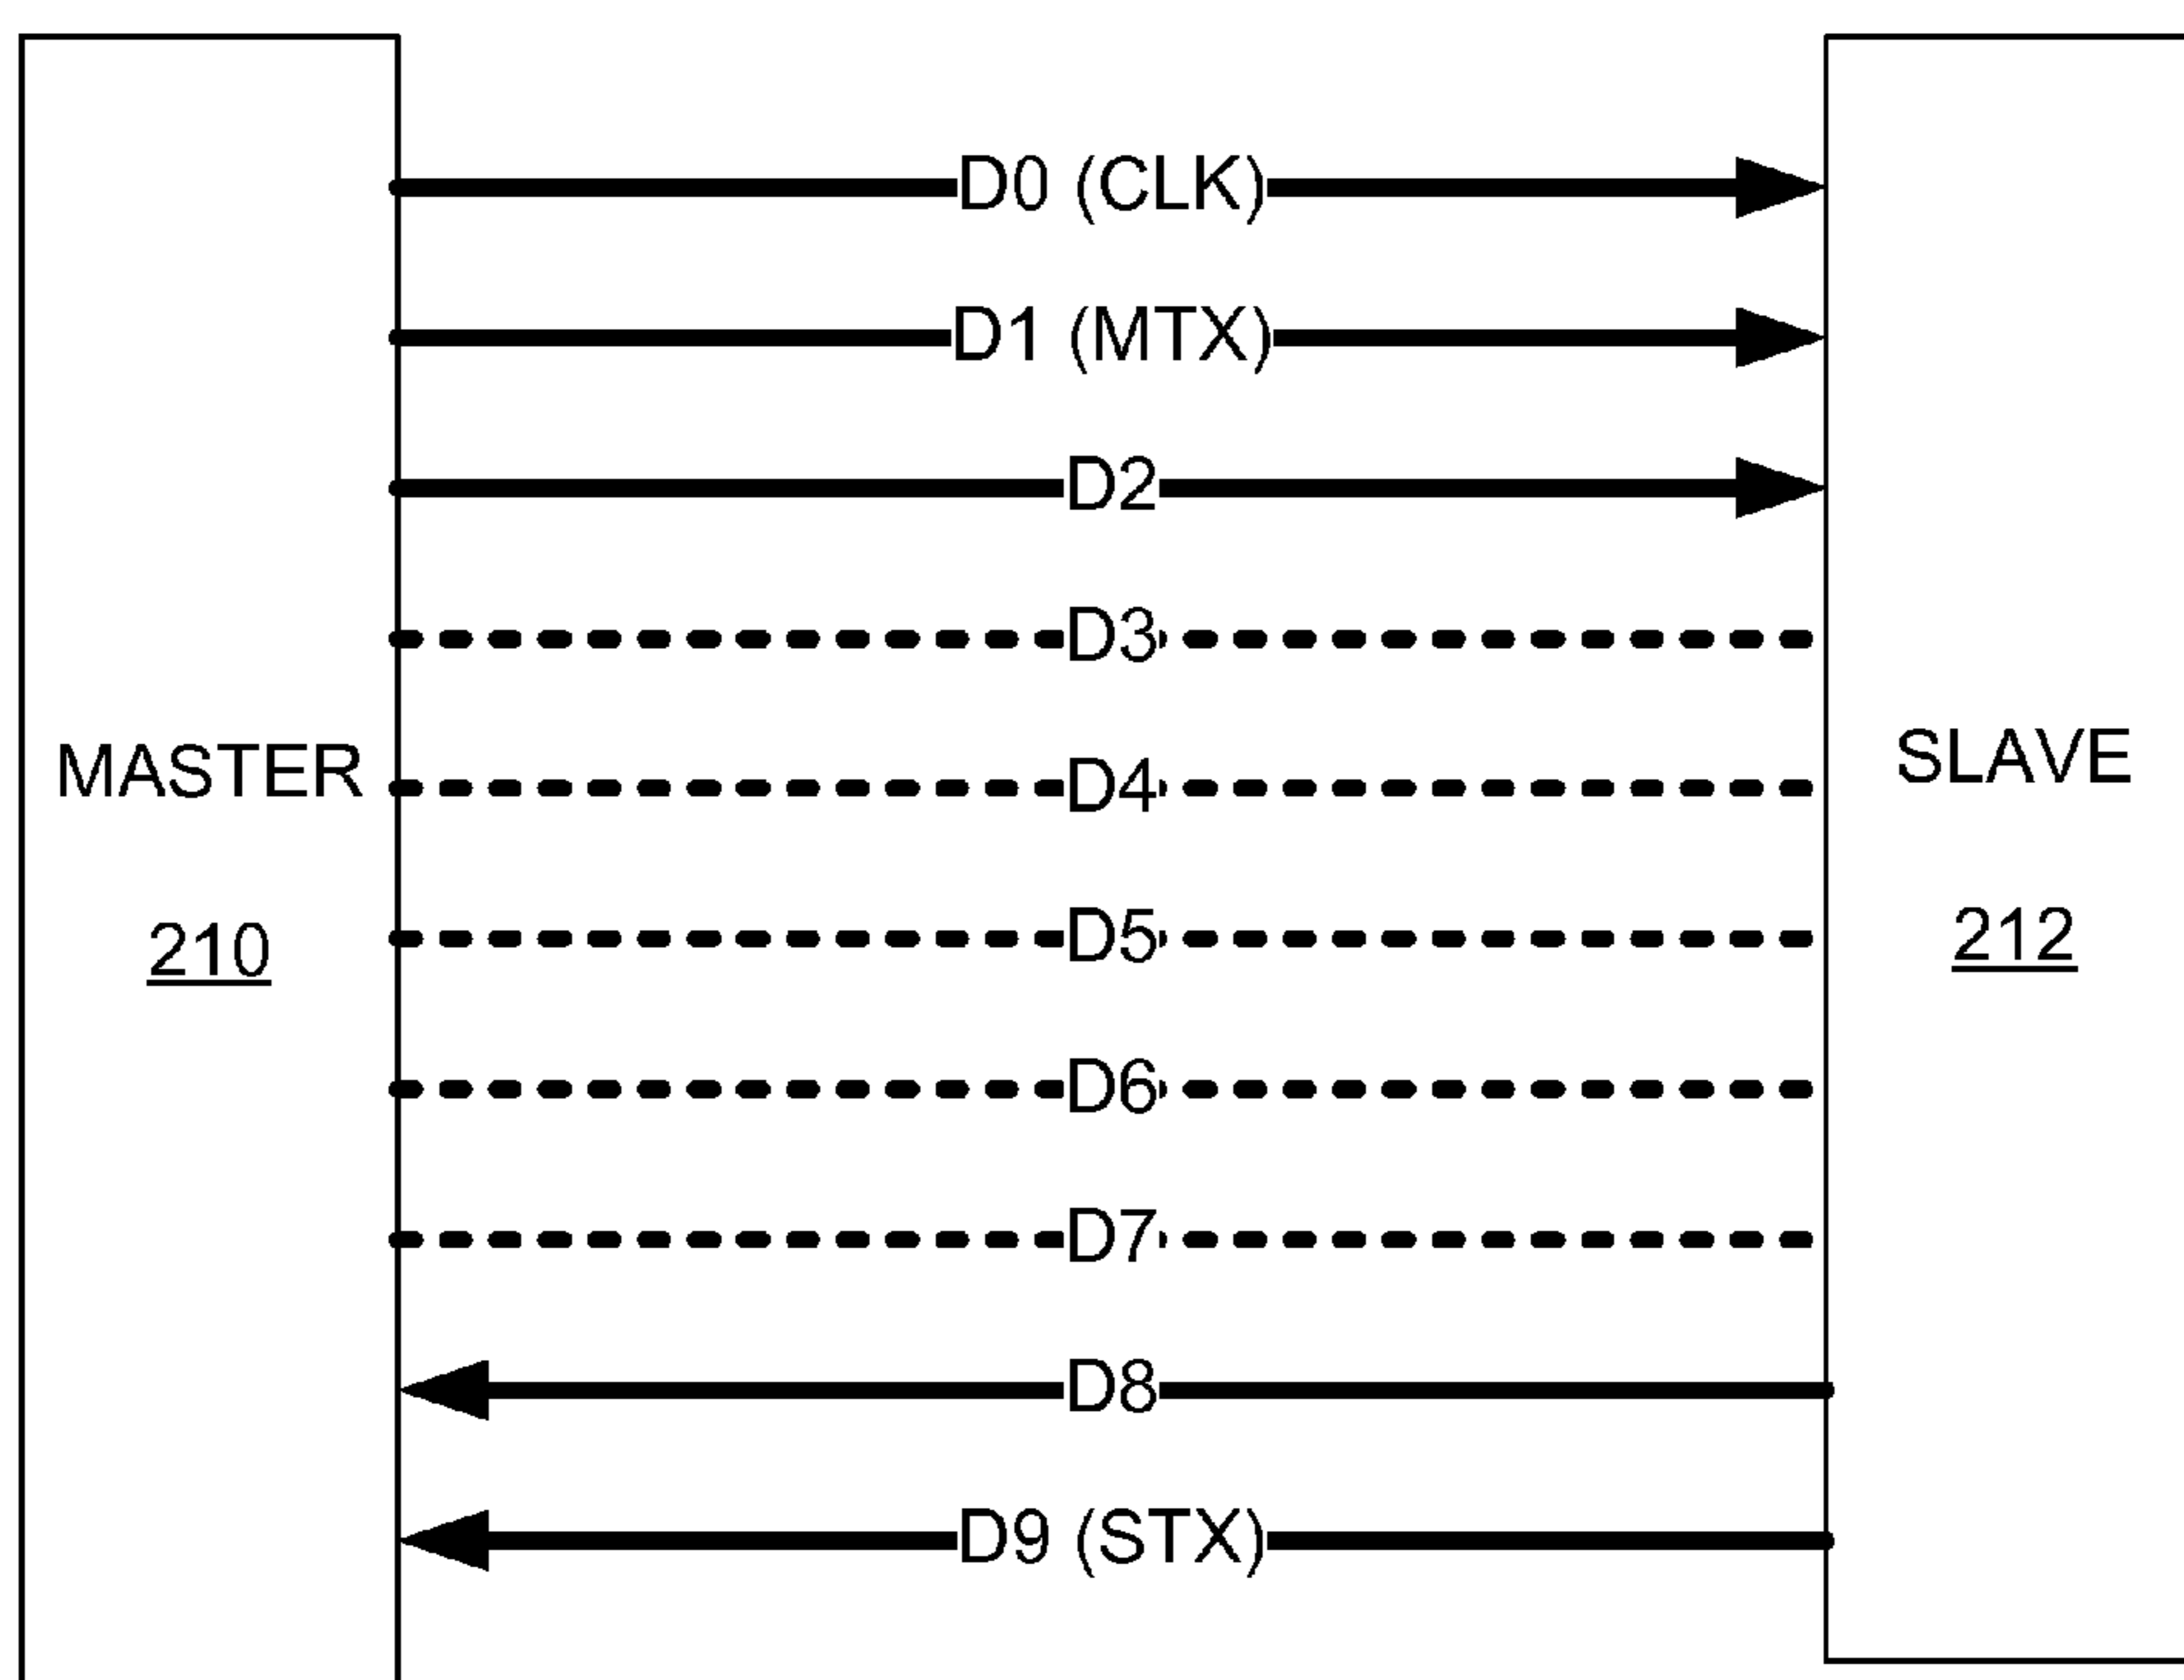 D0 (CLK)
D1 (MTX)
D2
D3
MASTER
D4
SLAVE
210
D5
212
D6
D7
D8
D9 (STX)